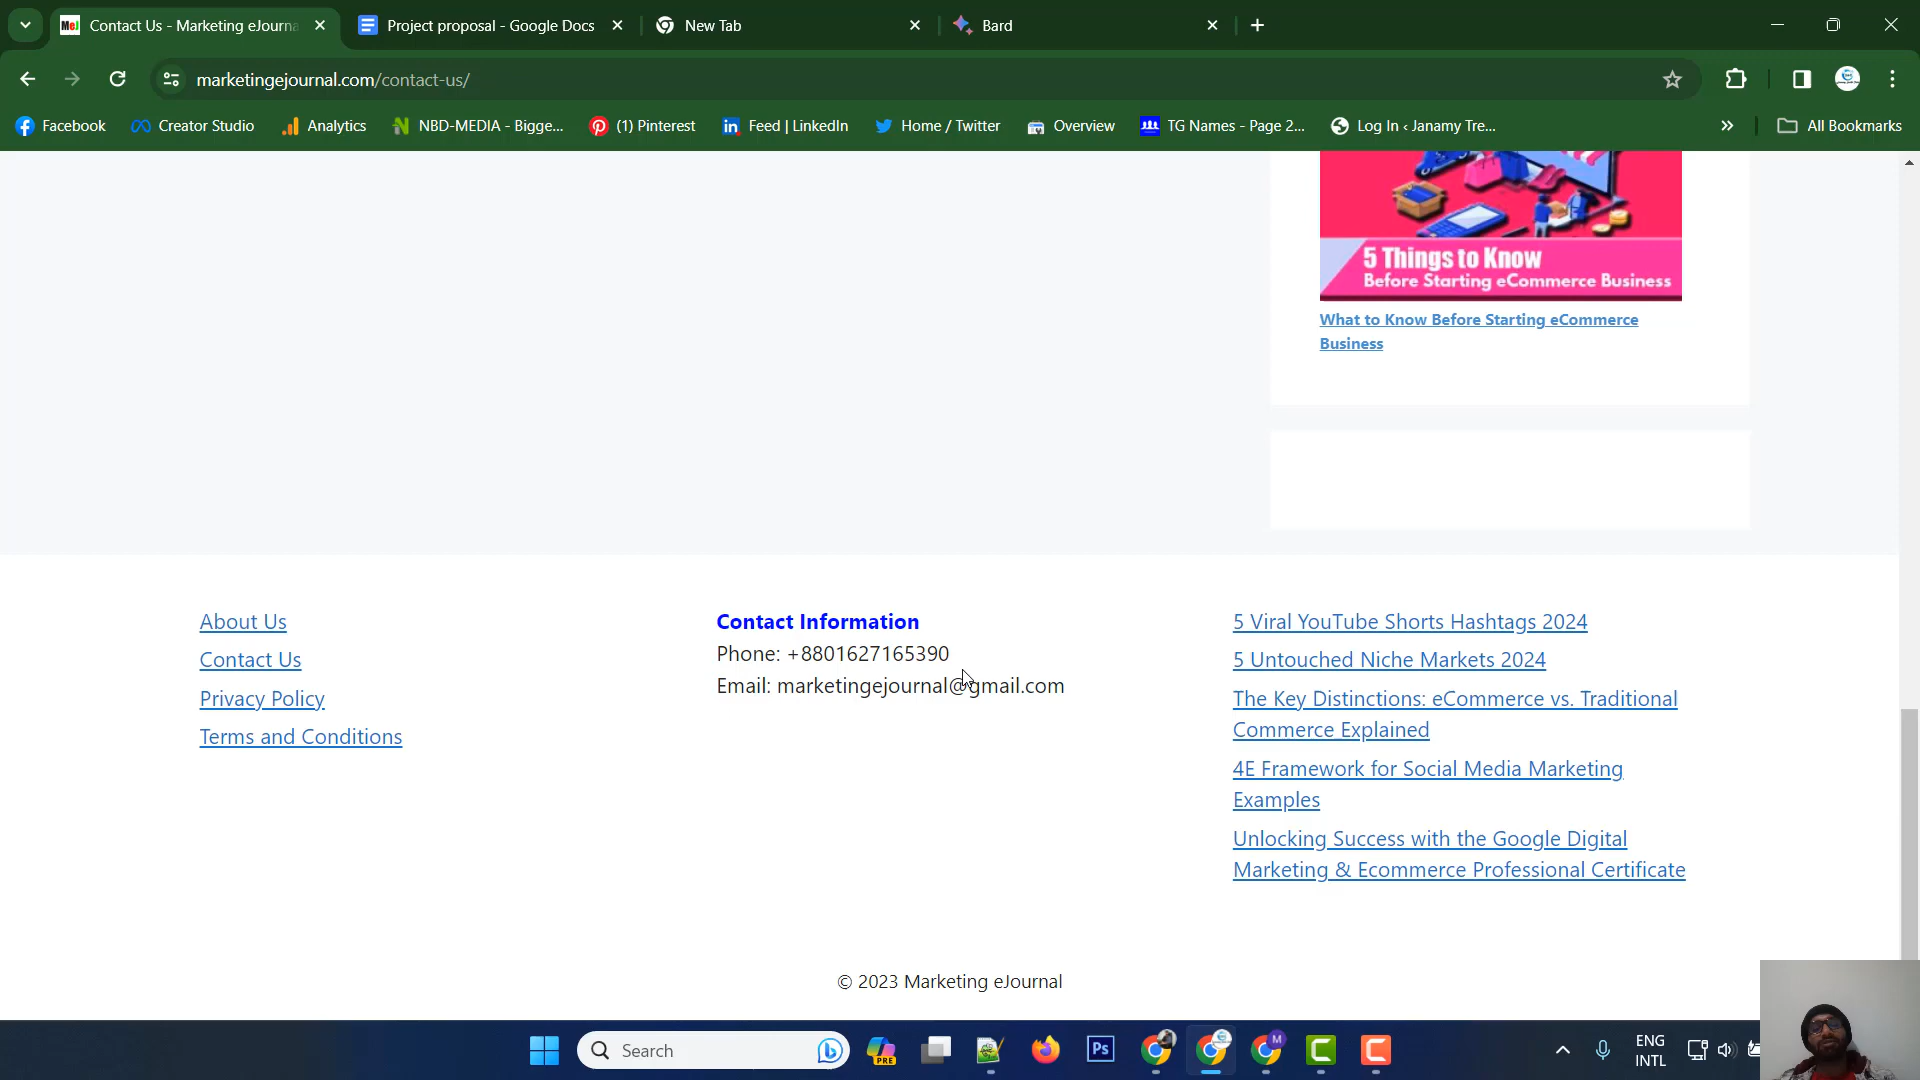 MeJ Contact Us - Marketing eJourna
Project proposal - Google Docs
New Tab
Bard
marketingejournal.com/contact-us/
Facebook
Creator Studio
Analytics
NBD-MEDIA - Bigge...
(1) Pinterest
Feed | LinkedIn
Home / Twitter
Overview
TG Names - Page 2...
Log In ‹ Janamy Tre...
»
All Bookmarks
5 Things to Know
Before Starting eCommerce Business
What to Know Before Starting eCommerce
Business
About Us
Contact Us
Privacy Policy
Terms and Conditions
Contact Information
Phone: +8801627165390
Email: marketingejournal@gmail.com
5 Viral YouTube Shorts Hashtags 2024
5 Untouched Niche Markets 2024
The Key Distinctions: eCommerce vs. Traditional
Commerce Explained
4E Framework for Social Media Marketing
Examples
Unlocking Success with the Google Digital
Marketing & Ecommerce Professional Certificate
© 2023 Marketing eJournal
Search
PRE
Ps
M
ENG
INTL